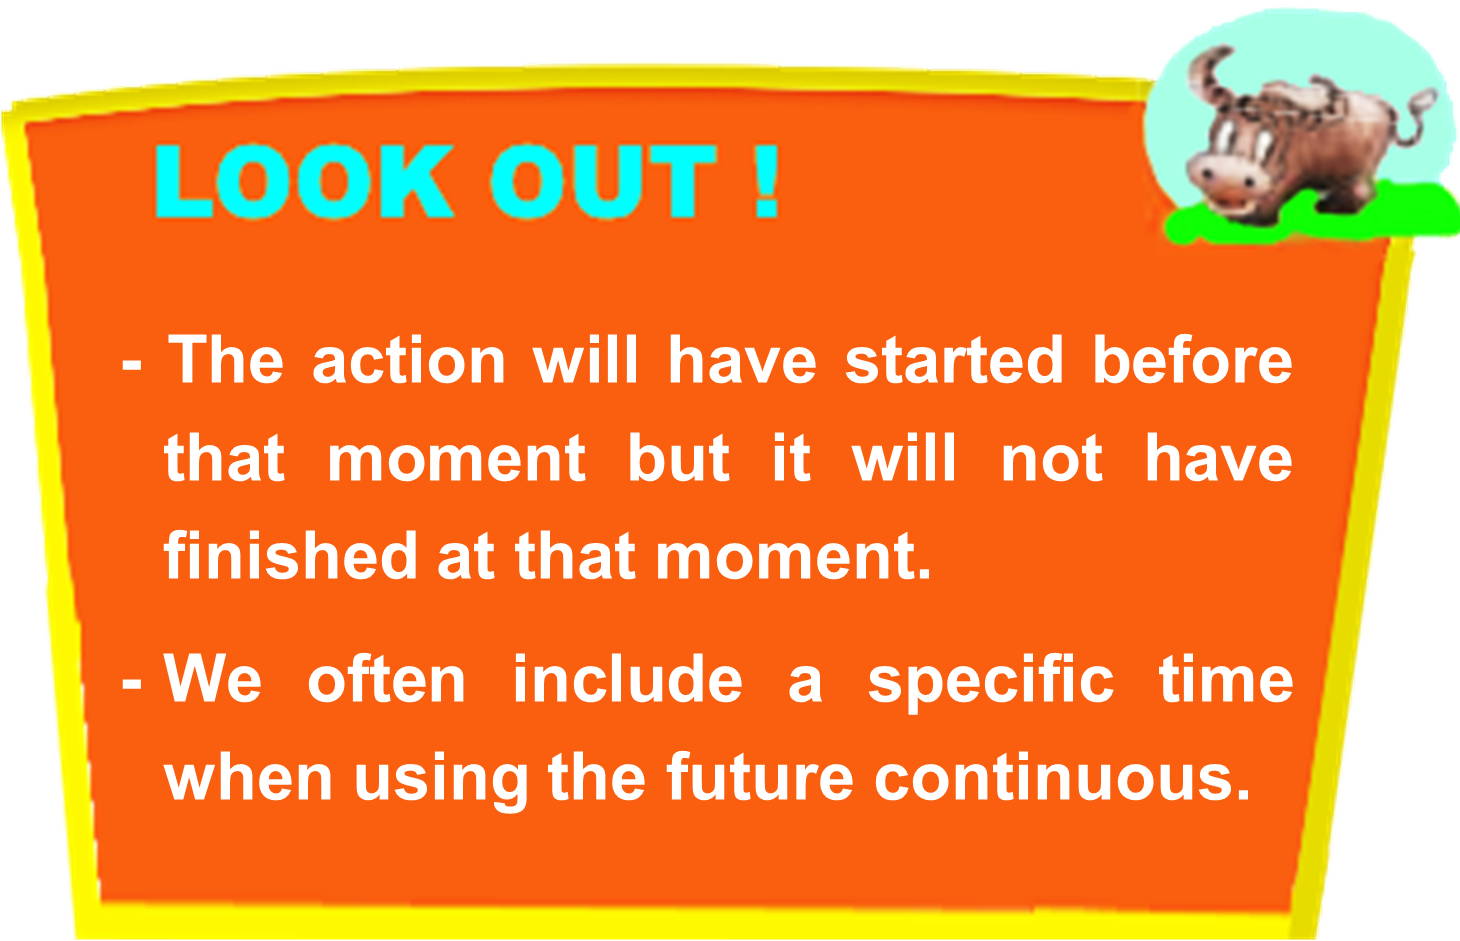 LOOK OUT !
- The action will have started before
that moment but it will not have
finished at that moment.
- We often include a specific time
when using the future continuous.